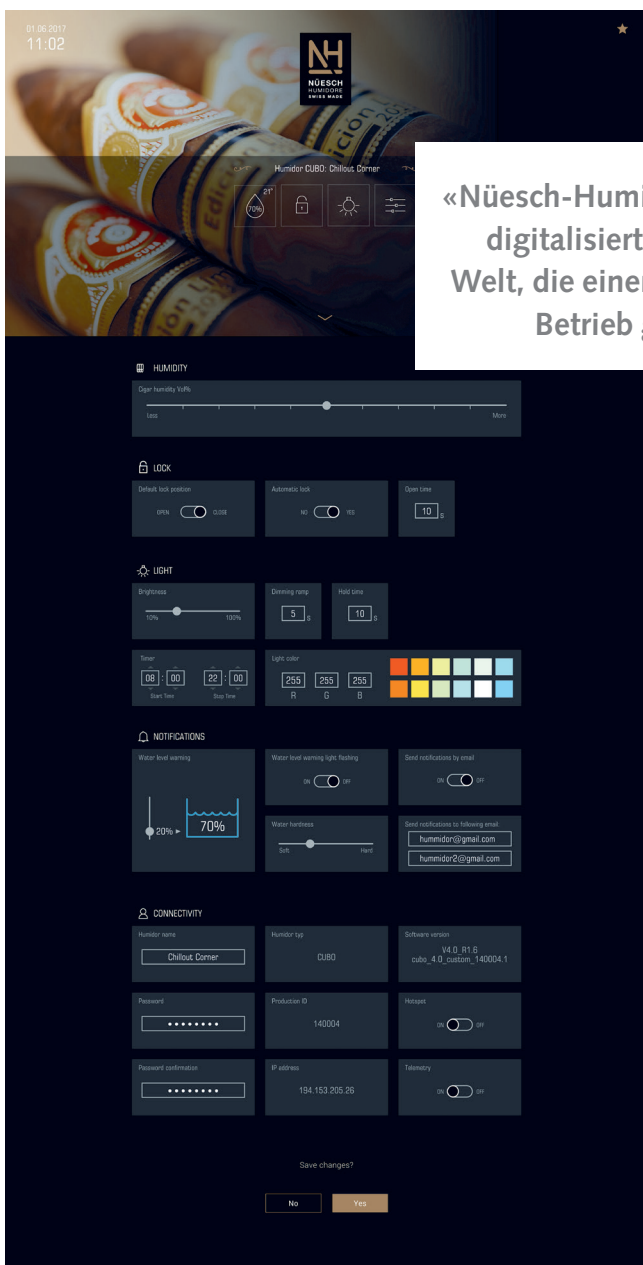 01.06.2017
11:02
NH
NÜESCH
HUMIDORE
SWISS MADE
Humidor CUBO: Chillout Corner
70%
21°
«Nüesch-Humi
digitalisiert
Welt, die einer
Betrieb
HUMIDITY
Cigar humidity Vol%
Less
More
LOCK
Default lock position
OPEN
CLOSE
Automatic lock
NO
YES
Open time
10 S
LIGHT
Brightness
10%
100%
Dimming ramp
5 S
Hold time
10 S
Timer
08 : 00
22 : 00
Start Time
Stop Time
Light color
255 255 255
R G B
NOTIFICATIONS
Water level warning
20%
70%
Water level warning light flashing
ON
OFF
Send notifications by email
ON
OFF
Water hardness
Soft
Hard
Send notifications to following email:
hummidor@gmail.com
hummidor2@gmail.com
CONNECTIVITY
Humidor name
Chillout Corner
Humidor typ
CUBO
Software version
V4.0_R1.6
cubo_4.0_custom_140004.1
Password
Production ID
140004
Hotspot
ON
OFF
Password confirmation
IP address
194.153.205.26
Telemetry
ON
OFF
Save changes?
No
Yes